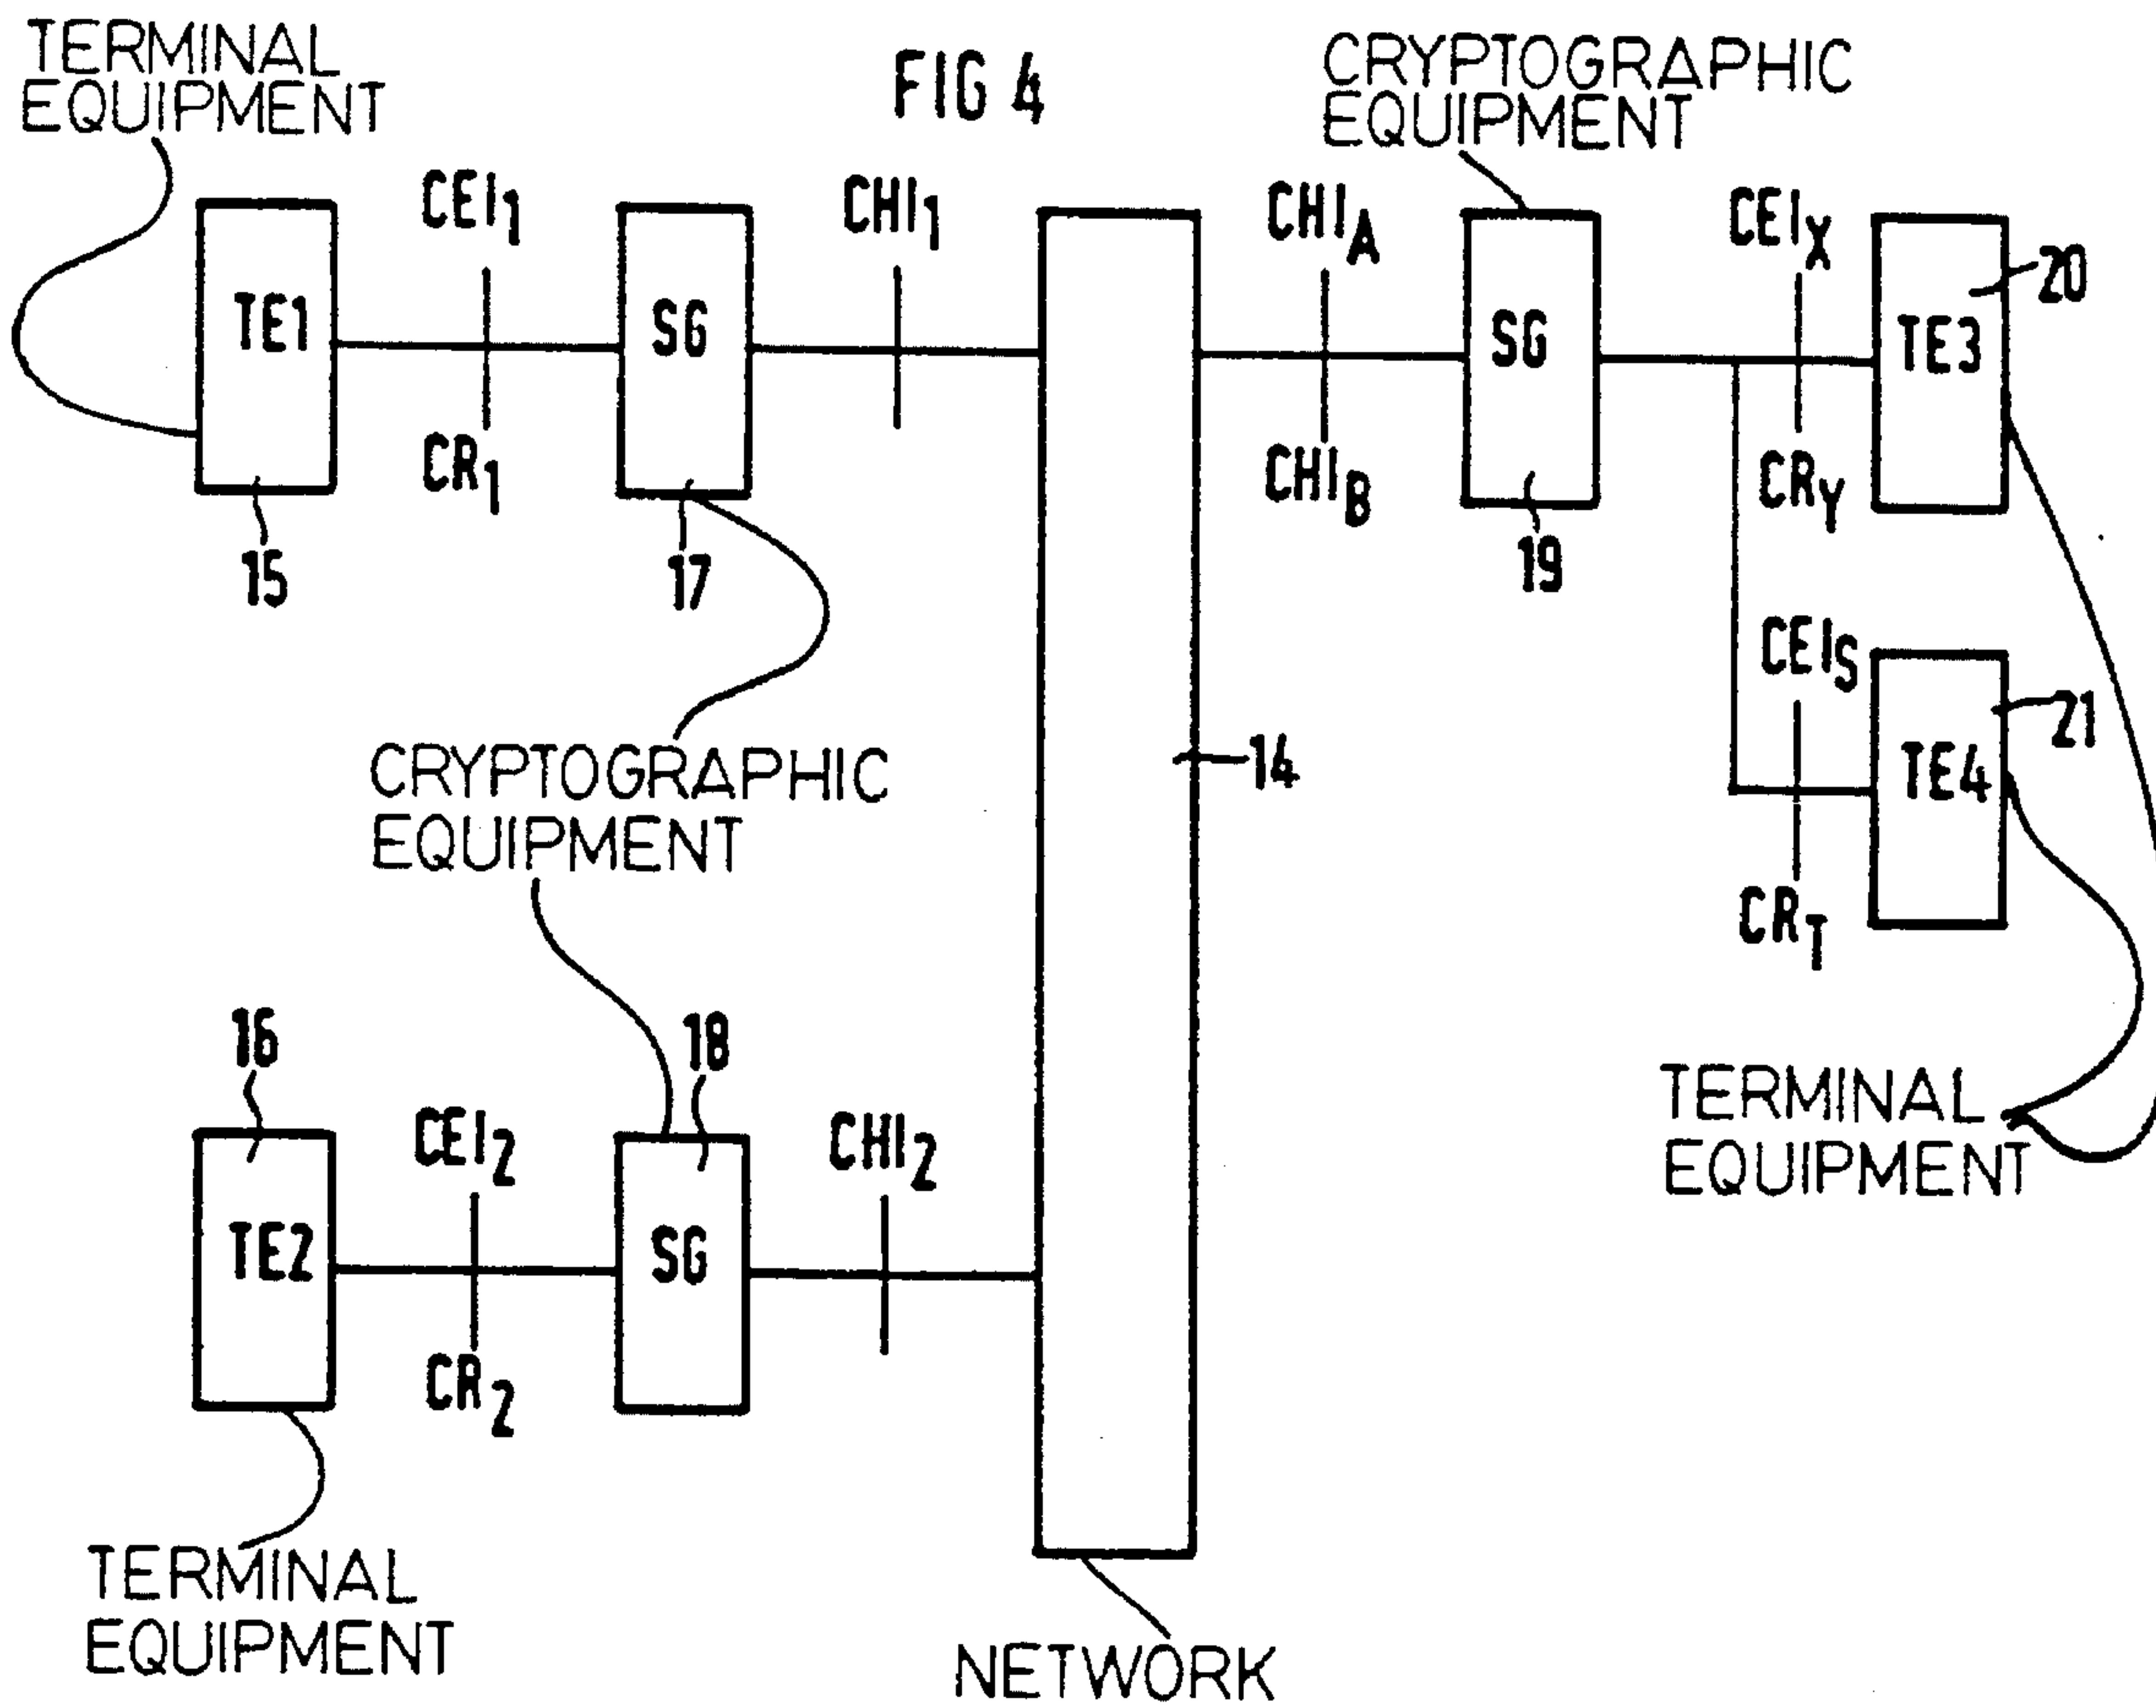 TERMINAL
EQUIPMENT
FIG 4
CRYPTOGRAPHIC
EQUIPMENT
CEI1
CHI1
CHIA
CEIX
TE1
SG
SG
TE3
20
CR1
CHIB
CRY
15
17
19
CEIS
21
CRYPTOGRAPHIC
EQUIPMENT
14
TE4
CRT
16
18
TERMINAL
EQUIPMENT
CEI2
CHI2
TE2
SG
CR2
TERMINAL
EQUIPMENT
NETWORK